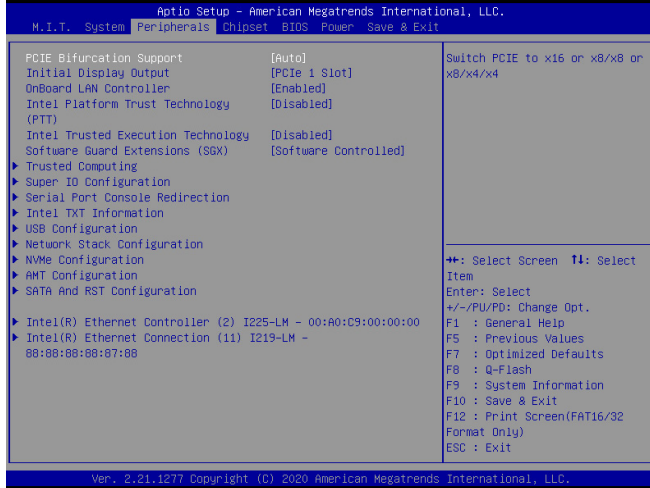 Aptio Setup – American Megatrends International, LLC.
M.I.T. System Peripherals Chipset BIOS Power Save & Exit
PCIE Bifurcation Support [Auto]
Initial Display Output [PCIe 1 Slot]
OnBoard LAN Controller [Enabled]
Intel Platform Trust Technology [Disabled]
(PTT)
Intel Trusted Execution Technology [Disabled]
Software Guard Extensions (SGX) [Software Controlled]
Trusted Computing
Super IO Configuration
Serial Port Console Redirection
Intel TXT Information
USB Configuration
Network Stack Configuration
NVMe Configuration
AMT Configuration
SATA And RST Configuration
Intel(R) Ethernet Controller (2) I225-LM – 00:A0:C9:00:00:00
Intel(R) Ethernet Connection (11) I219-LM –
88:88:88:88:87:88
Switch PCIE to x16 or x8/x8 or
x8/x4/x4
→←: Select Screen ↑↓: Select
Item
Enter: Select
+/-/PU/PD: Change Opt.
F1 : General Help
F5 : Previous Values
F7 : Optimized Defaults
F8 : Q-Flash
F9 : System Information
F10 : Save & Exit
F12 : Print Screen(FAT16/32
Format Only)
ESC : Exit
Ver. 2.21.1277 Copyright (C) 2020 American Megatrends International, LLC.